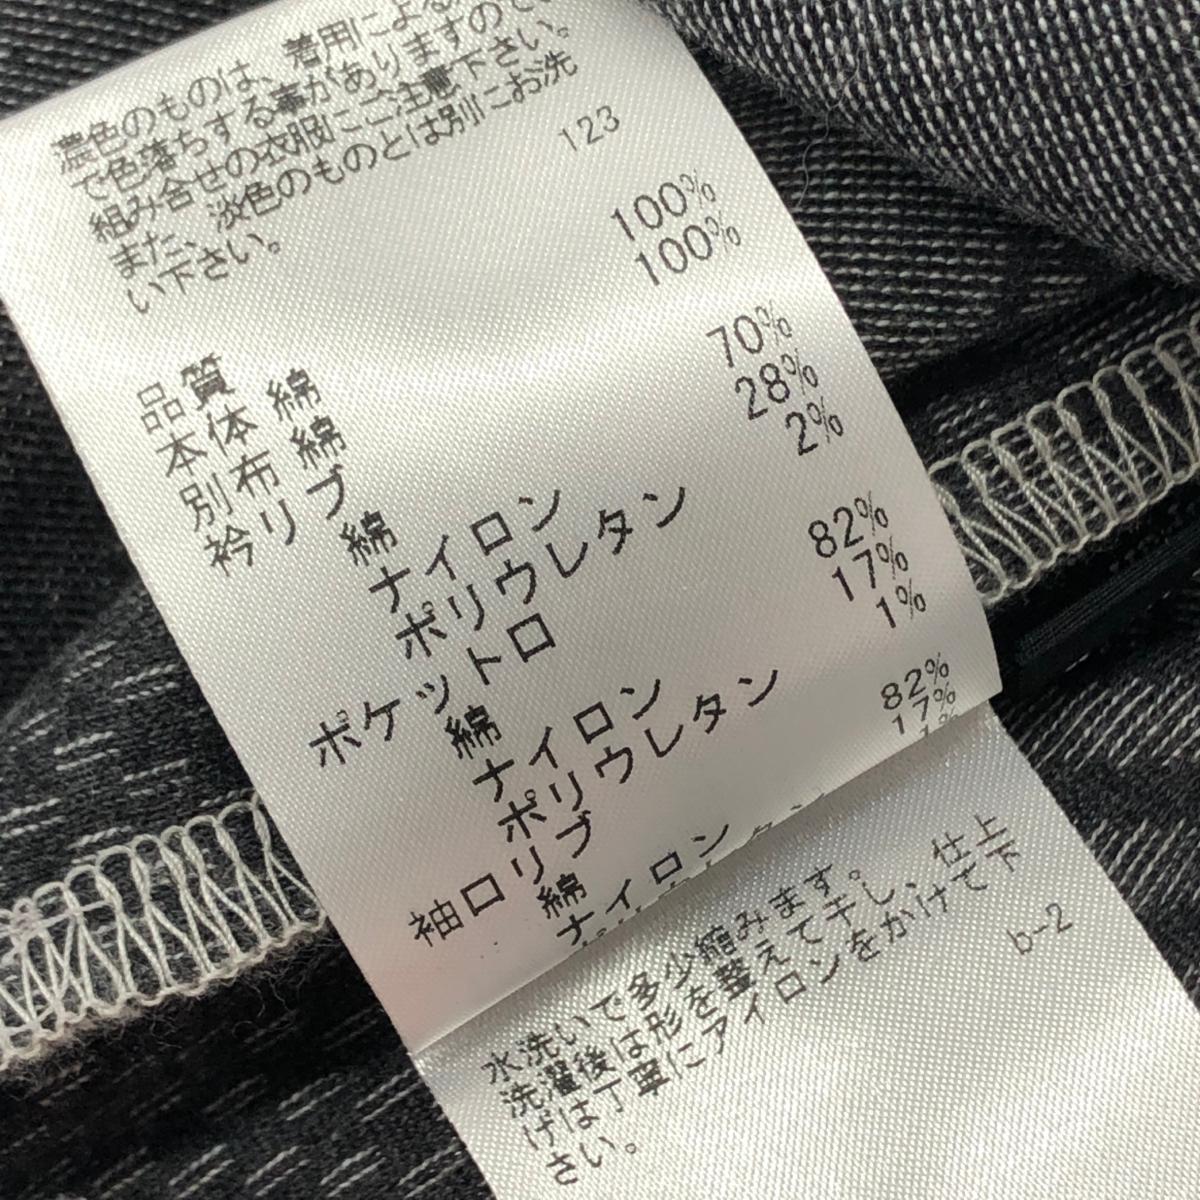 濃色のものは、着用による
で色落ちする事がありますので、
組み合せの衣服にご注意下さい。
また、淡色のものとは別にお洗
い下さい。
123
品質
本体 綿 100%
別布 綿 100%
衿リブ
綿 70%
ナイロン 28%
ポリウレタン 2%
ポケット口
綿 82%
ナイロン 17%
ポリウレタン 1%
袖口リブ
綿 82%
ナイロン 17%
1%
水洗いで多少縮みます。
洗濯後は形を整えて干し、仕上
げは丁寧にアイロンをかけて下
さい。
b-2